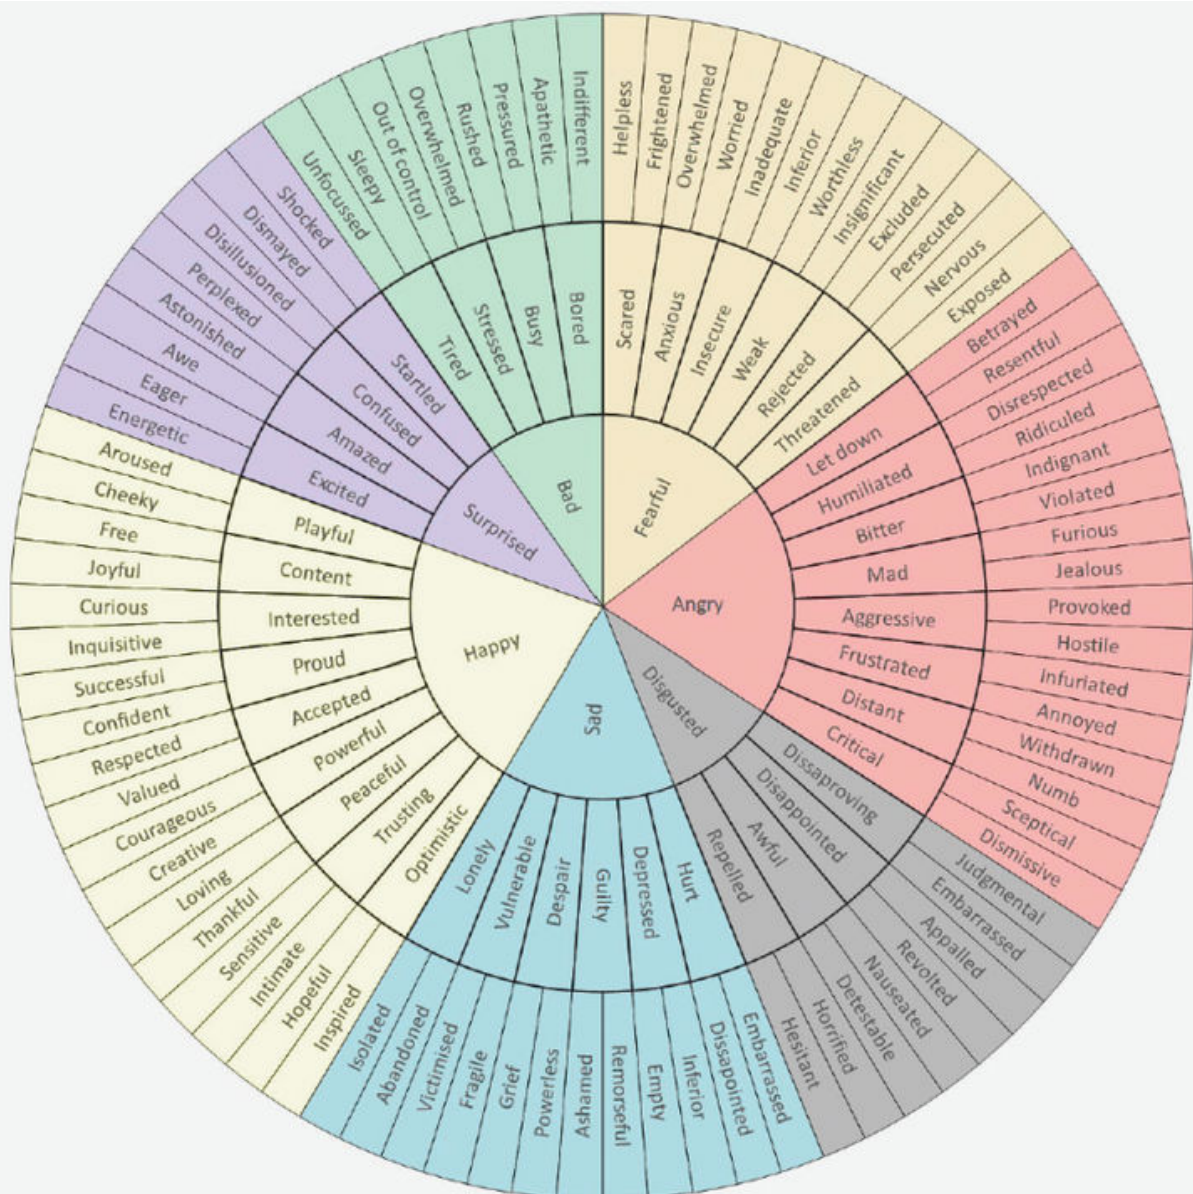 Fearful
Angry
Disgusted
Sad
Happy
Surprised
Bad
Scared
Anxious
Insecure
Weak
Rejected
Threatened
Let down
Humiliated
Bitter
Mad
Aggressive
Frustrated
Distant
Critical
Dissaproving
Disappointed
Awful
Repelled
Hurt
Depressed
Guilty
Despair
Vulnerable
Lonely
Optimistic
Trusting
Peaceful
Powerful
Accepted
Proud
Interested
Content
Playful
Excited
Amazed
Confused
Startled
Tired
Stressed
Busy
Bored
Helpless
Frightened
Overwhelmed
Worried
Inadequate
Inferior
Worthless
Insignificant
Excluded
Persecuted
Nervous
Exposed
Betrayed
Resentful
Disrespected
Ridiculed
Indignant
Violated
Furious
Jealous
Provoked
Hostile
Infuriated
Annoyed
Withdrawn
Numb
Sceptical
Dismissive
Judgmental
Embarrassed
Appalled
Revolted
Nauseated
Detestable
Horrified
Hesitant
Embarrassed
Dissapointed
Inferior
Empty
Remorseful
Ashamed
Powerless
Grief
Fragile
Victimised
Abandoned
Isolated
Inspired
Hopeful
Intimate
Sensitive
Thankful
Loving
Creative
Courageous
Valued
Respected
Confident
Successful
Inquisitive
Curious
Joyful
Free
Cheeky
Aroused
Energetic
Eager
Awe
Astonished
Perplexed
Disillusioned
Dismayed
Shocked
Unfocussed
Sleepy
Out of control
Overwhelmed
Rushed
Pressured
Apathetic
Indifferent